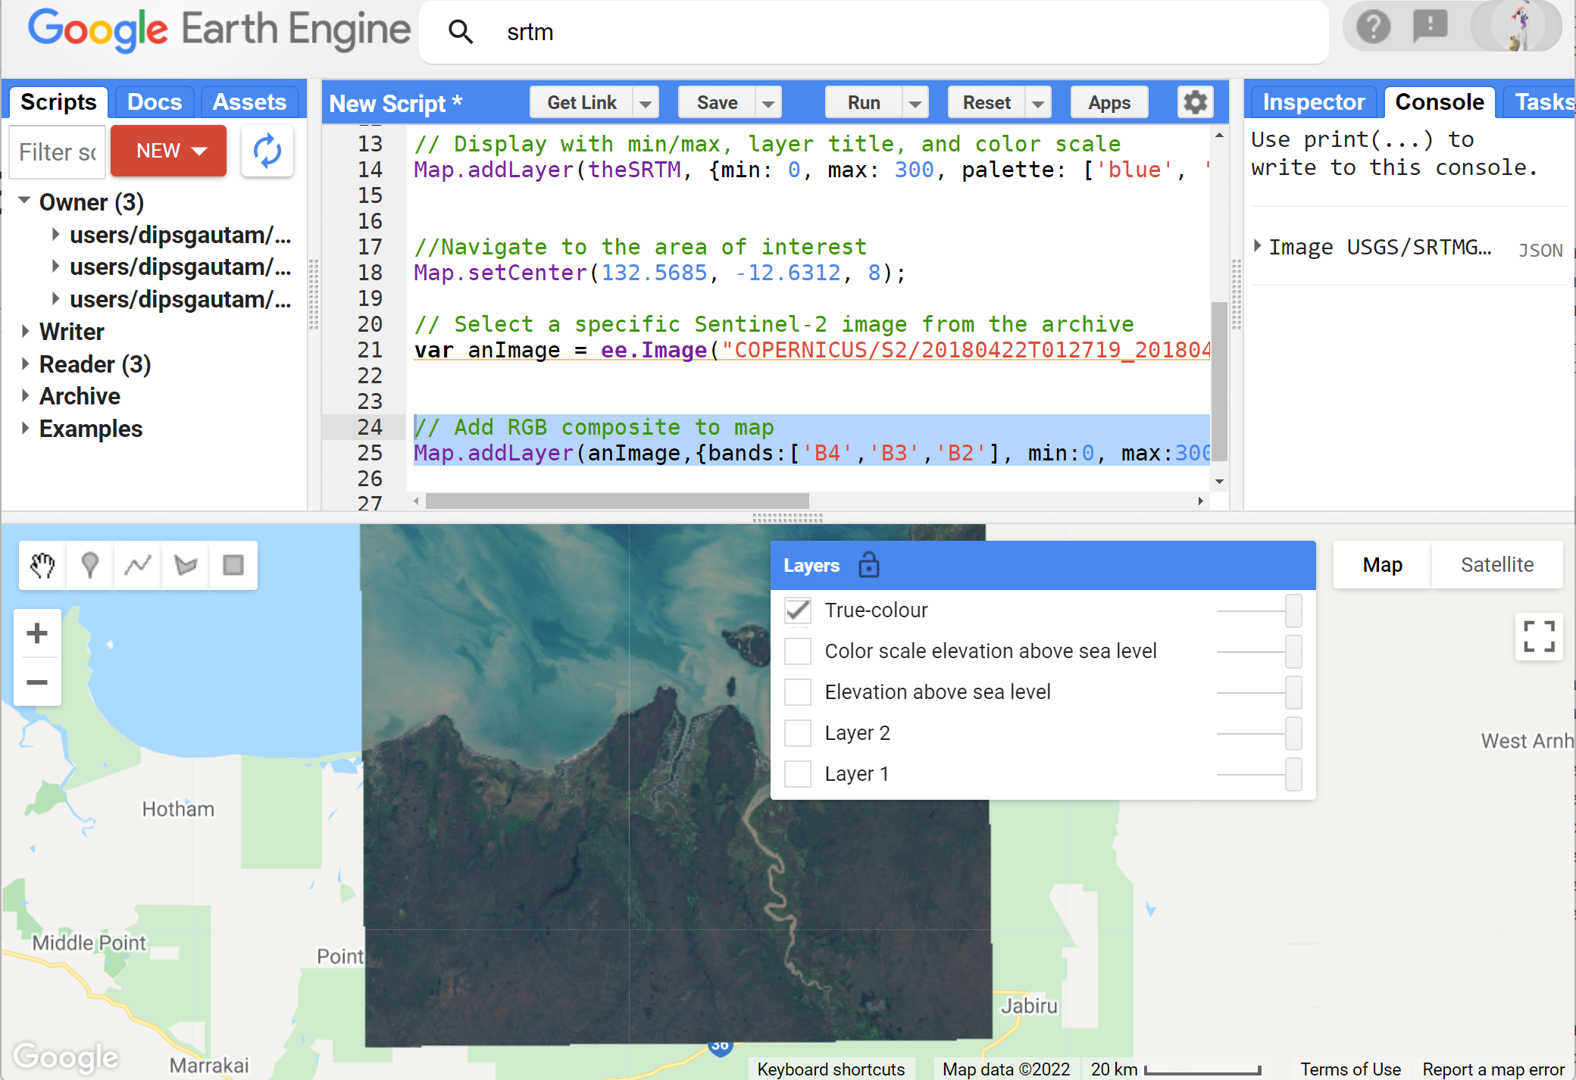 Google Earth Engine
srtm
Scripts Docs Assets
New Script *
Get Link Save Run Reset Apps
Inspector Console Tasks
Filter sc
NEW
Owner (3)
users/dipsgautam/...
users/dipsgautam/...
users/dipsgautam/...
Writer
Reader (3)
Archive
Examples
13 // Display with min/max, layer title, and color scale
14 Map.addLayer(theSRTM, {min: 0, max: 300, palette: ['blue', '
15
16
17 //Navigate to the area of interest
18 Map.setCenter(132.5685, -12.6312, 8);
19
20 // Select a specific Sentinel-2 image from the archive
21 var anImage = ee.Image("COPERNICUS/S2/20180422T012719_201804
22
23
24 // Add RGB composite to map
25 Map.addLayer(anImage,{bands:['B4','B3','B2'], min:0, max:300
26
27
Use print(...) to
write to this console.
Image USGS/SRTMG… JSON
Layers
True-colour
Color scale elevation above sea level
Elevation above sea level
Layer 2
Layer 1
Map Satellite
West Arnh
Hotham
Middle Point
Point
Jabiru
Marrakai
36
Google
Keyboard shortcuts Map data ©2022 20 km Terms of Use Report a map error